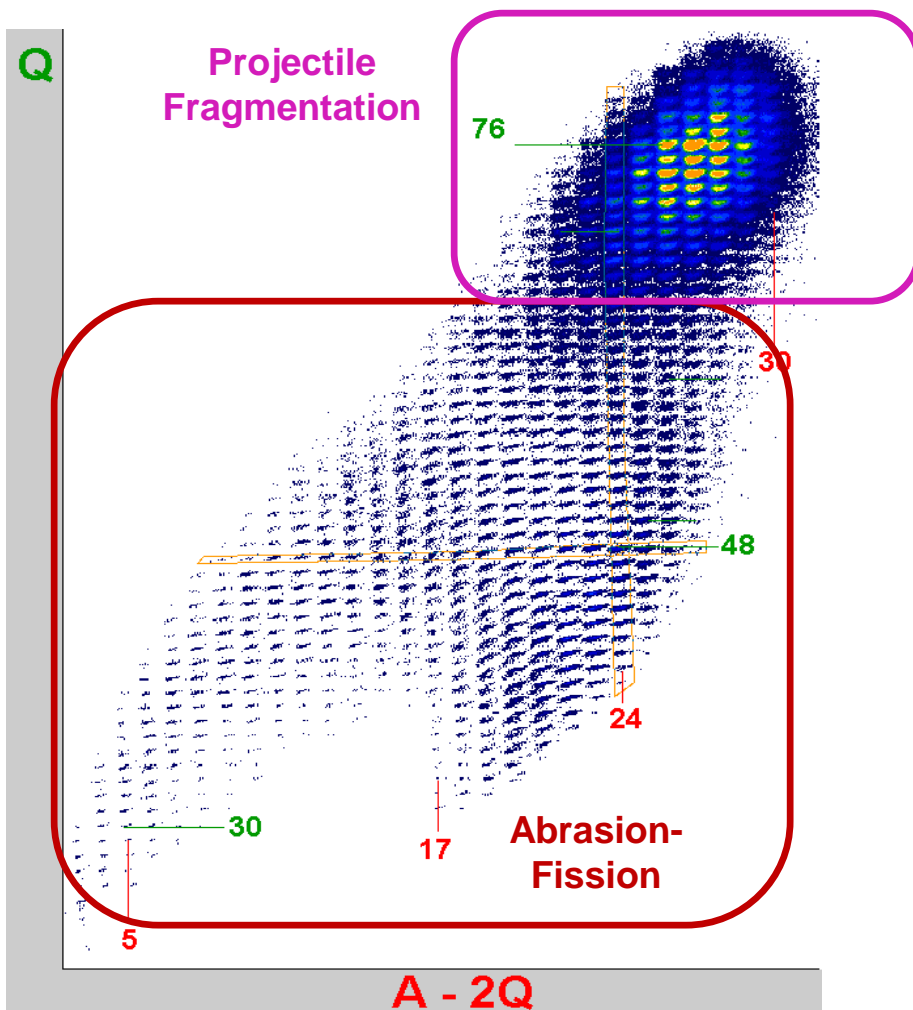 Q
Projectile
Fragmentation
76
30
48
24
17
30
5
Abrasion-
Fission
A - 2Q